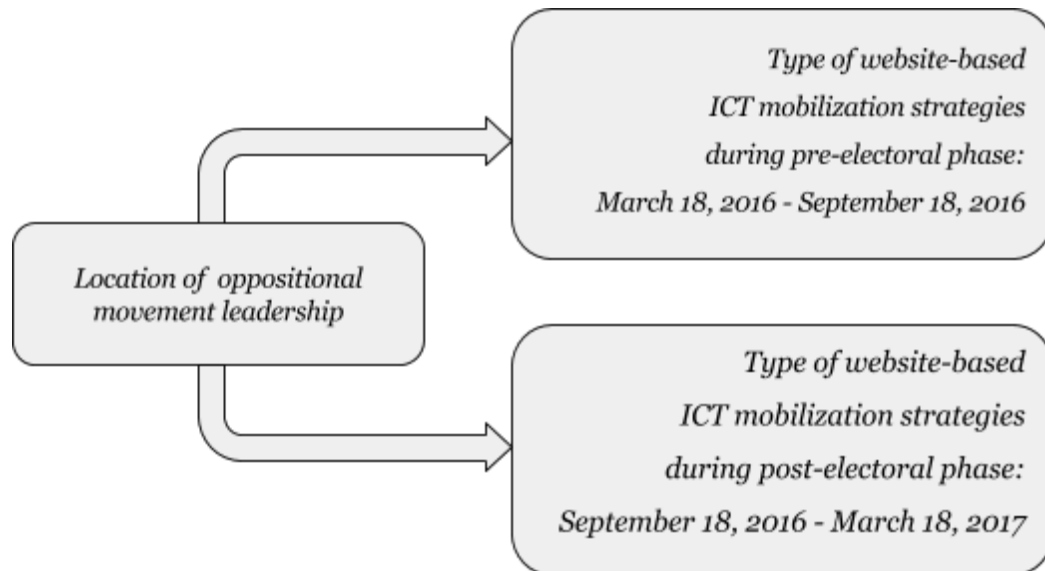 Type of website-based
ICT mobilization strategies
during pre-electoral phase:
March 18, 2016 - September 18, 2016
Location of oppositional
movement leadership
Type of website-based
ICT mobilization strategies
during post-electoral phase:
September 18, 2016 - March 18, 2017